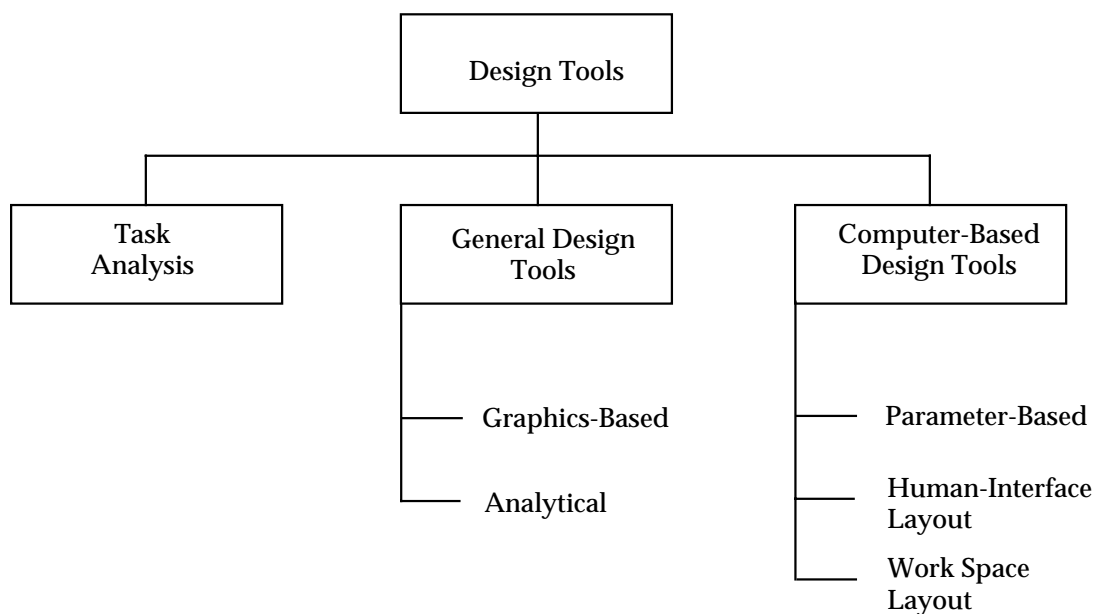 Design Tools
Task
Analysis
General Design
Tools
Computer-Based
Design Tools
Graphics-Based
Analytical
Parameter-Based
Human-Interface
Layout
Work Space
Layout